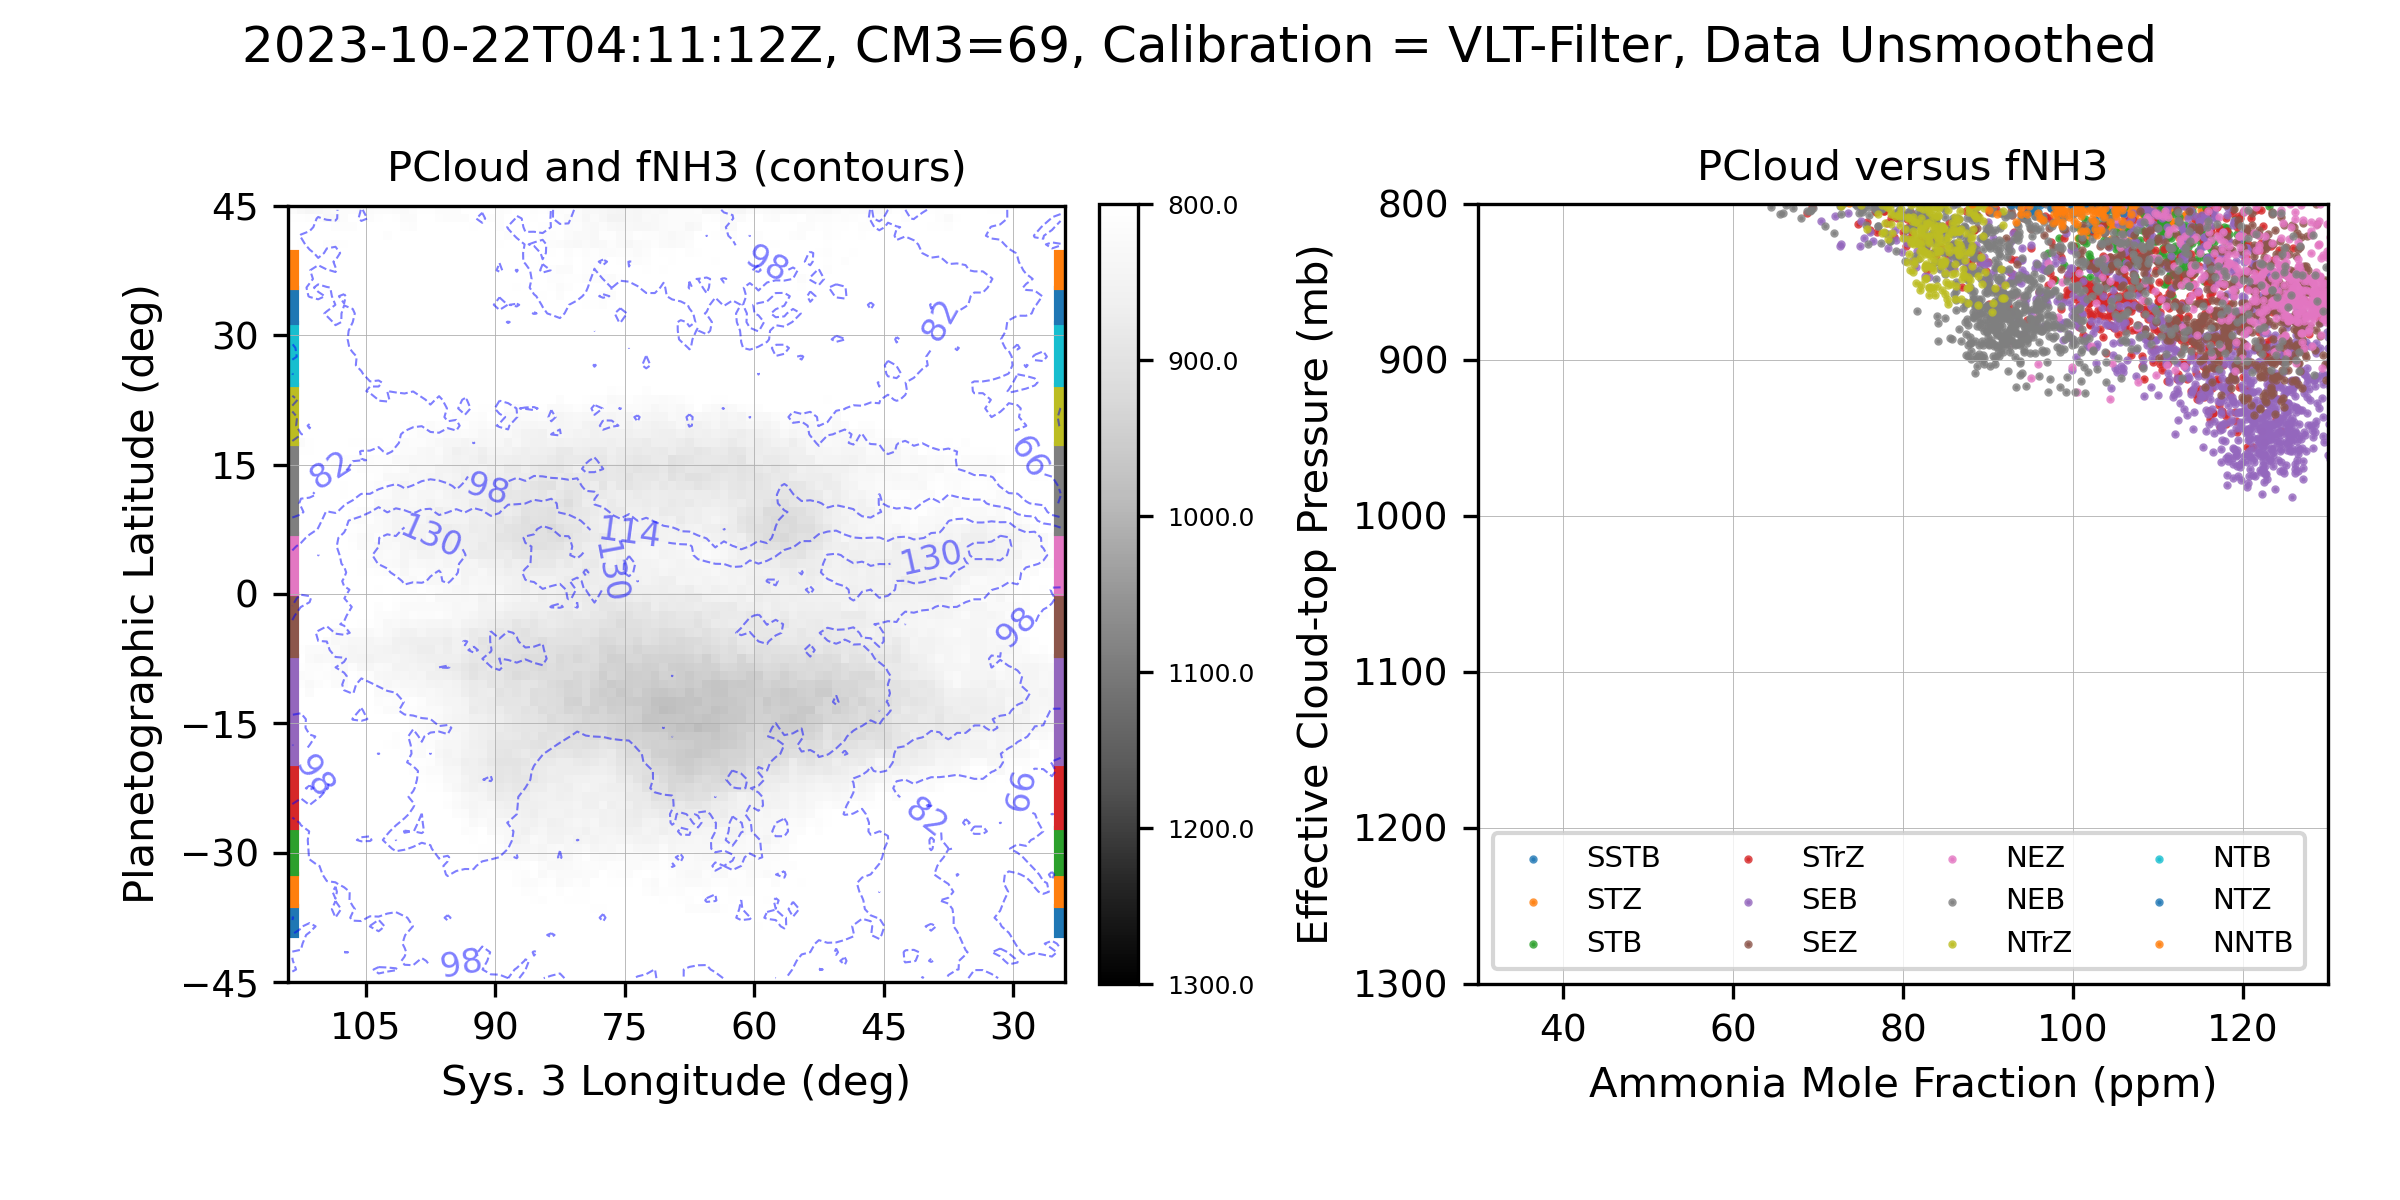 2023-10-22T04:11:12Z, CM3=69, Calibration = VLT-Filter, Data Unsmoothed
PCloud and fNH3 (contours)
Planetographic Latitude (deg)
45
30
15
0
−15
−30
−45
105 90 75 60 45 30
Sys. 3 Longitude (deg)
98
82
66
82
98
130
114
130
130
98
98
66
82
98
800.0
900.0
1000.0
1100.0
1200.0
1300.0
PCloud versus fNH3
Effective Cloud-top Pressure (mb)
800
900
1000
1100
1200
1300
SSTB STrZ NEZ NTB
STZ SEB NEB NTZ
STB SEZ NTrZ NNTB
40 60 80 100 120
Ammonia Mole Fraction (ppm)